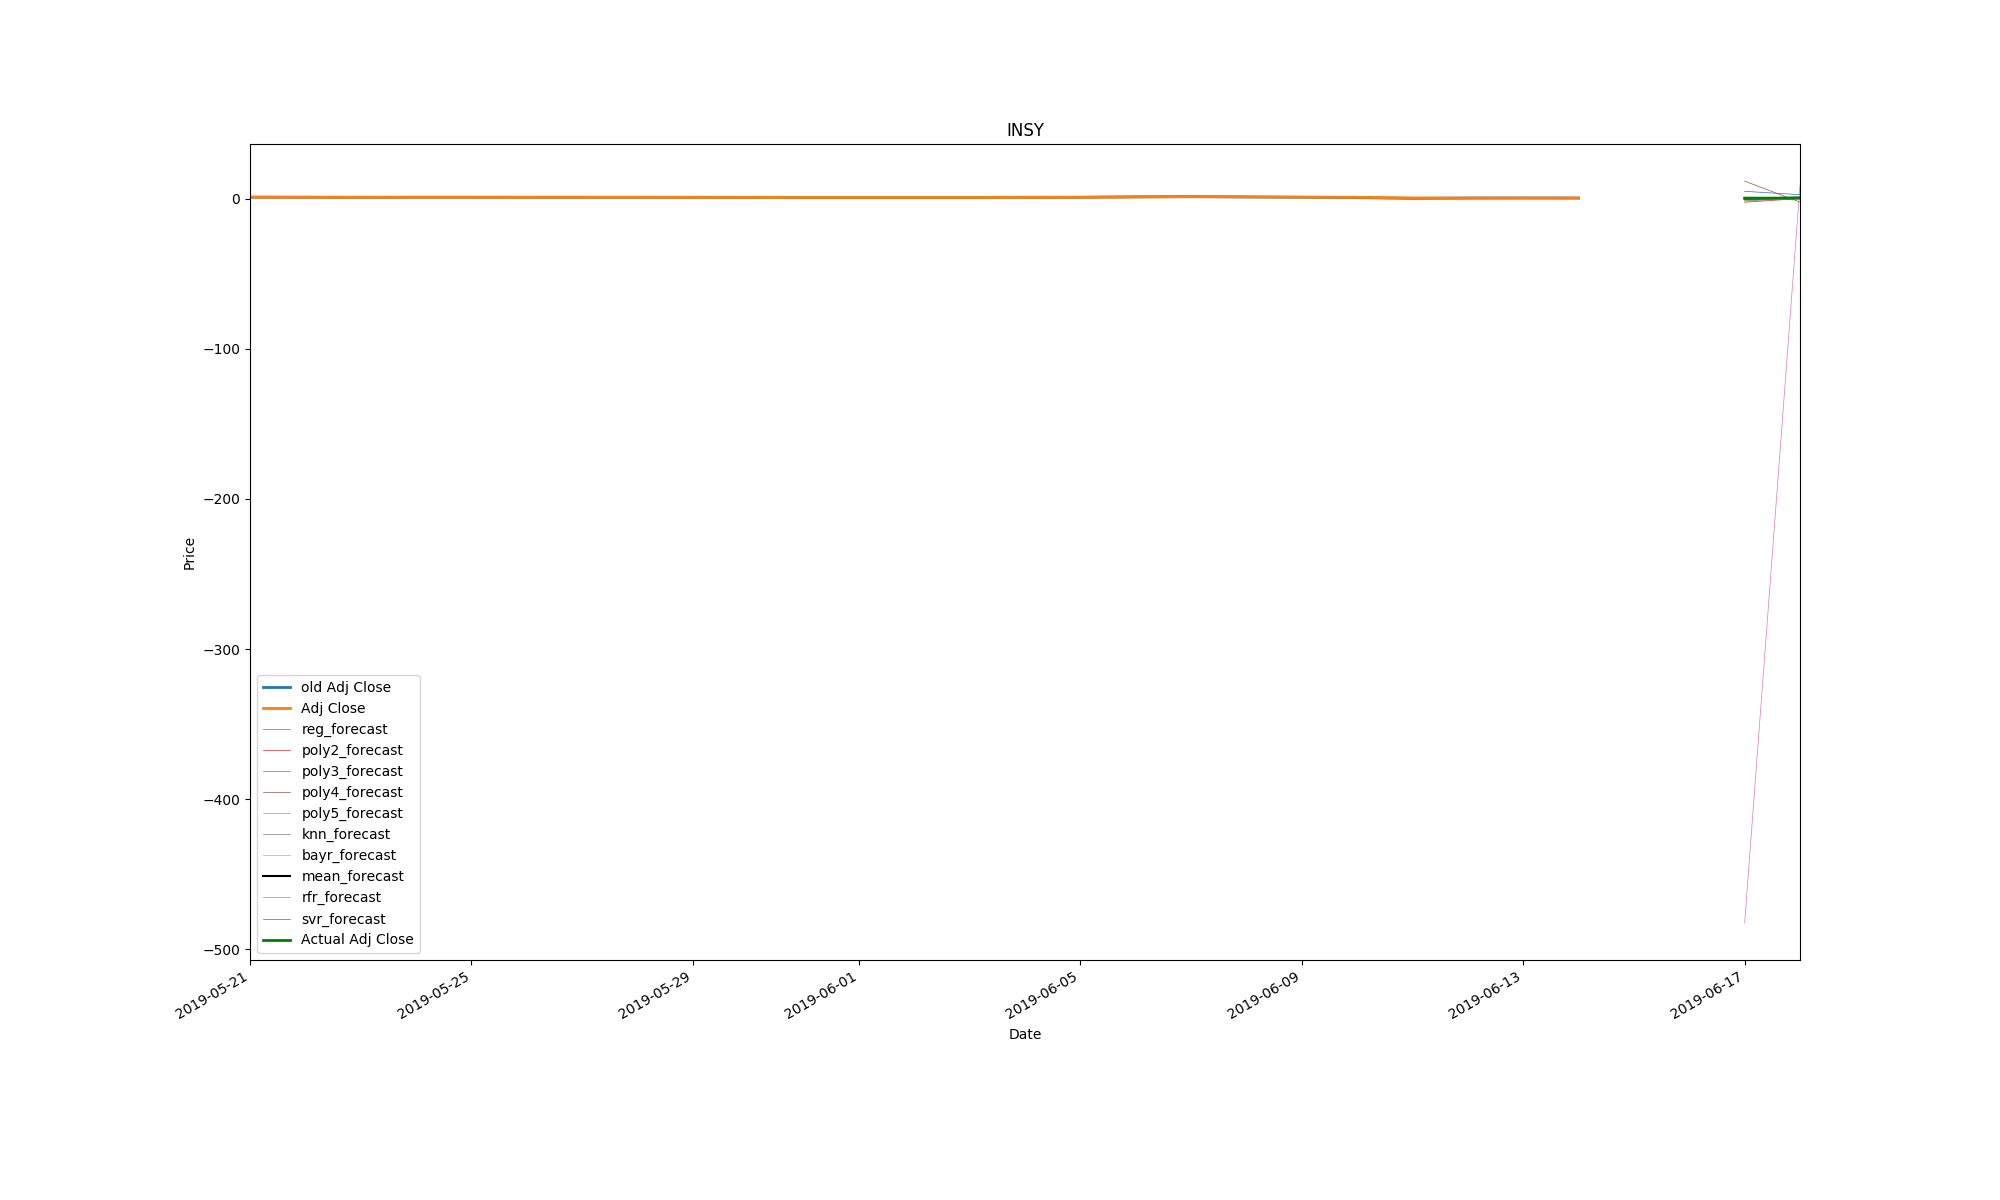 INSY
0
−100
−200
−300
−400
−500
Price
old Adj Close
Adj Close
reg_forecast
poly2_forecast
poly3_forecast
poly4_forecast
poly5_forecast
knn_forecast
bayr_forecast
mean_forecast
rfr_forecast
svr_forecast
Actual Adj Close
2019-05-21
2019-05-25
2019-05-29
2019-06-01
2019-06-05
2019-06-09
2019-06-13
2019-06-17
Date